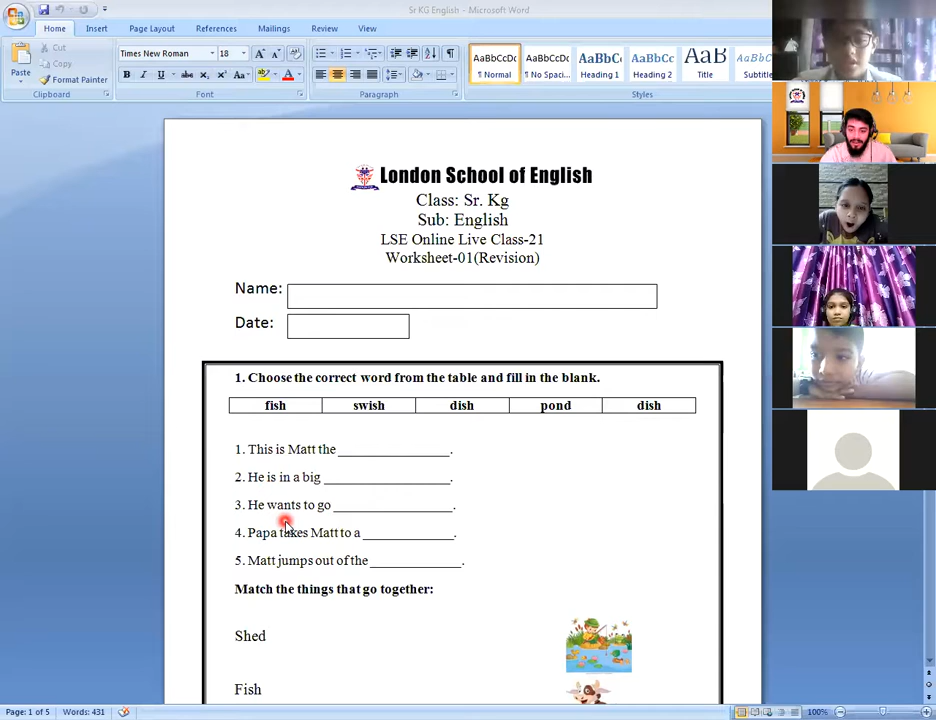 Sr KG English - Microsoft Word
Home Insert Page Layout References Mailings Review View
Paste
Cut
Copy
Format Painter
Clipboard
Times New Roman 18
Font
Paragraph
AaBbCcDc AaBbCcDc AaBbC AaBbCc AaB AaBbCc
¶ Normal ¶ No Spaci... Heading 1 Heading 2 Title Subtitle
Styles
London School of English
Class: Sr. Kg
Sub: English
LSE Online Live Class-21
Worksheet-01(Revision)
Name:
Date:
1. Choose the correct word from the table and fill in the blank.
fish swish dish pond dish
1. This is Matt the ________________.
2. He is in a big __________________.
3. He wants to go _________________.
4. Papa takes Matt to a _____________.
5. Matt jumps out of the _____________.
Match the things that go together:
Shed
Fish
Page: 1 of 5 Words: 431 100%